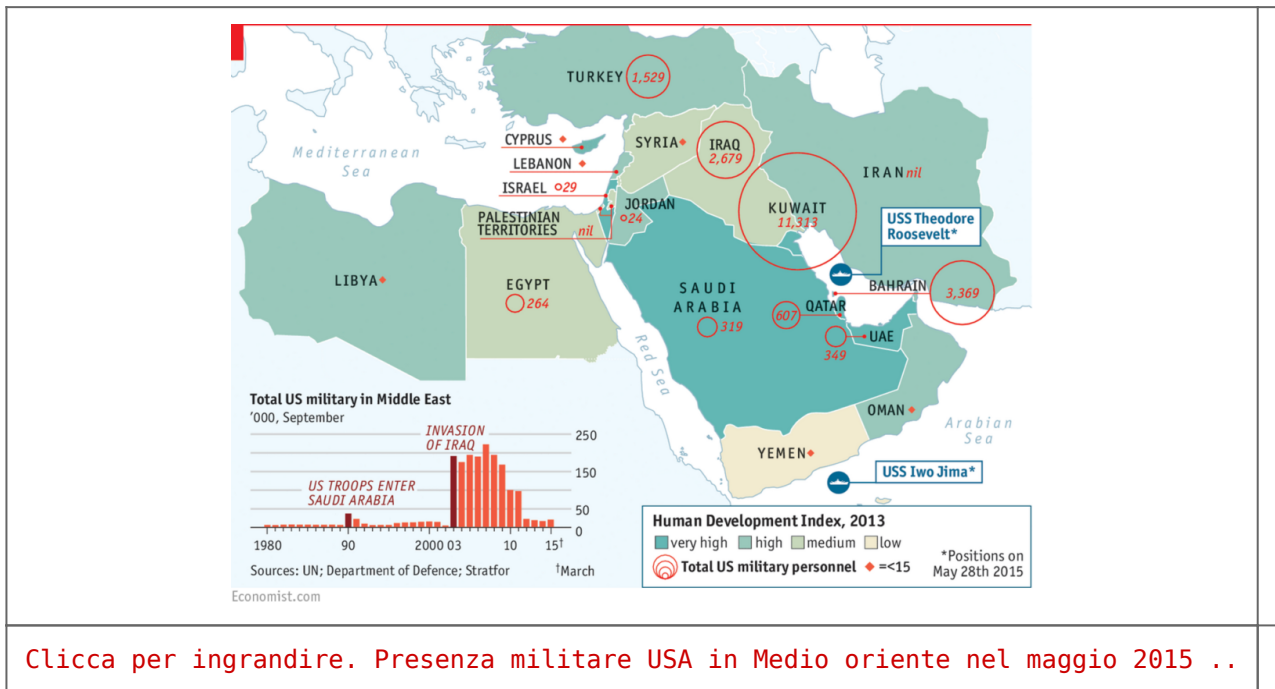 TURKEY 1,529
CYPRUS
SYRIA
IRAQ
2,679
Mediterranean
Sea
LEBANON
IRAN nil
ISRAEL 29
JORDAN
24
KUWAIT
11,313
USS Theodore
Roosevelt*
PALESTINIAN
TERRITORIES nil
LIBYA
EGYPT
264
SAUDI
ARABIA
319
BAHRAIN
3,369
QATAR
607
UAE
349
Red Sea
OMAN
Arabian
Sea
YEMEN
USS Iwo Jima*
Total US military in Middle East
'000, September
INVASION
OF IRAQ
US TROOPS ENTER
SAUDI ARABIA
250
150
50
0
1980 90 2000 03 10 15†
Sources: UN; Department of Defence; Stratfor †March
Human Development Index, 2013
very high high medium low
Total US military personnel =<15
*Positions on
May 28th 2015
Economist.com
Clicca per ingrandire. Presenza militare USA in Medio oriente nel maggio 2015 ..